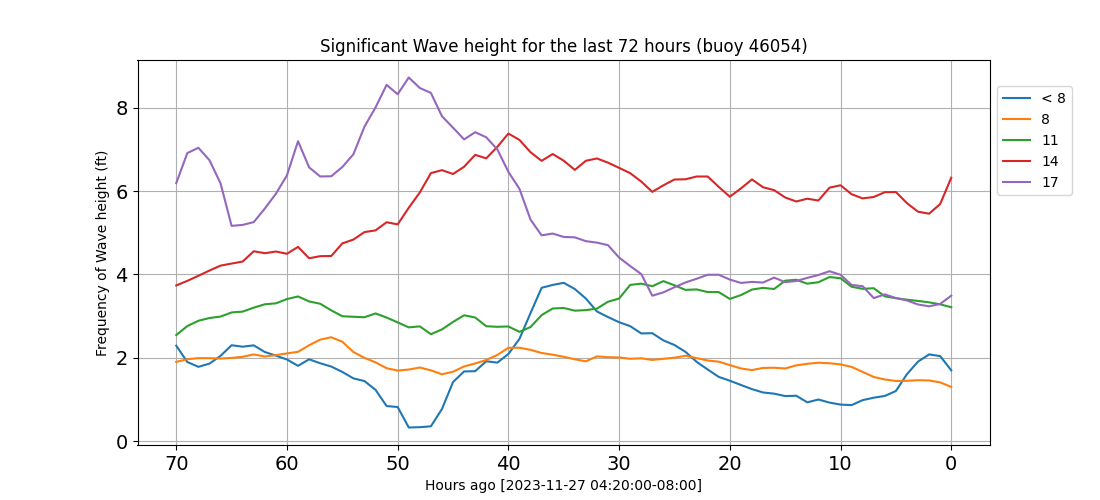 Significant Wave height for the last 72 hours (buoy 46054)
Frequency of Wave height (ft)
8
6
4
2
0
70 60 50 40 30 20 10 0
Hours ago [2023-11-27 04:20:00-08:00]
< 8
8
11
14
17